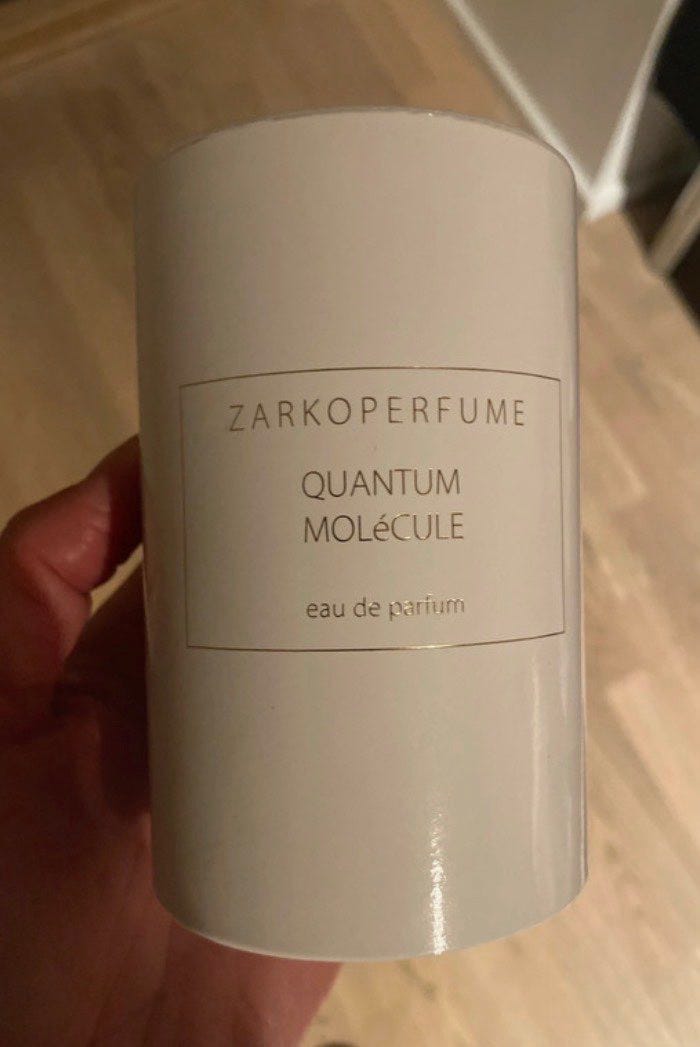 ZARKOPERFUME
QUANTUM
MOLéCULE
eau de parfum